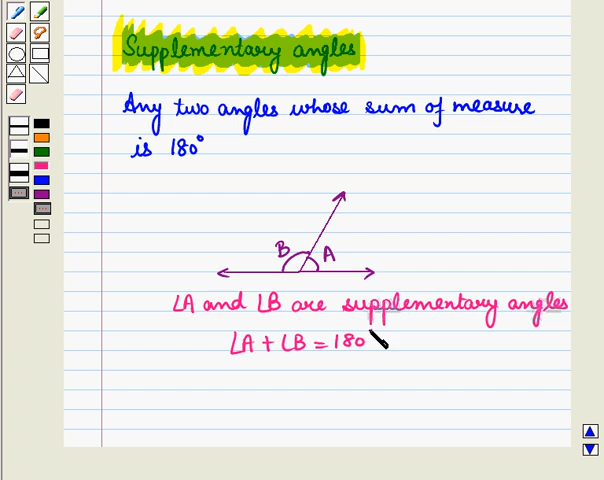 Supplementary angles
Any two angles whose sum of measure
is 180°
B
A
∠A and ∠B are supplementary angles
∠A + ∠B = 180